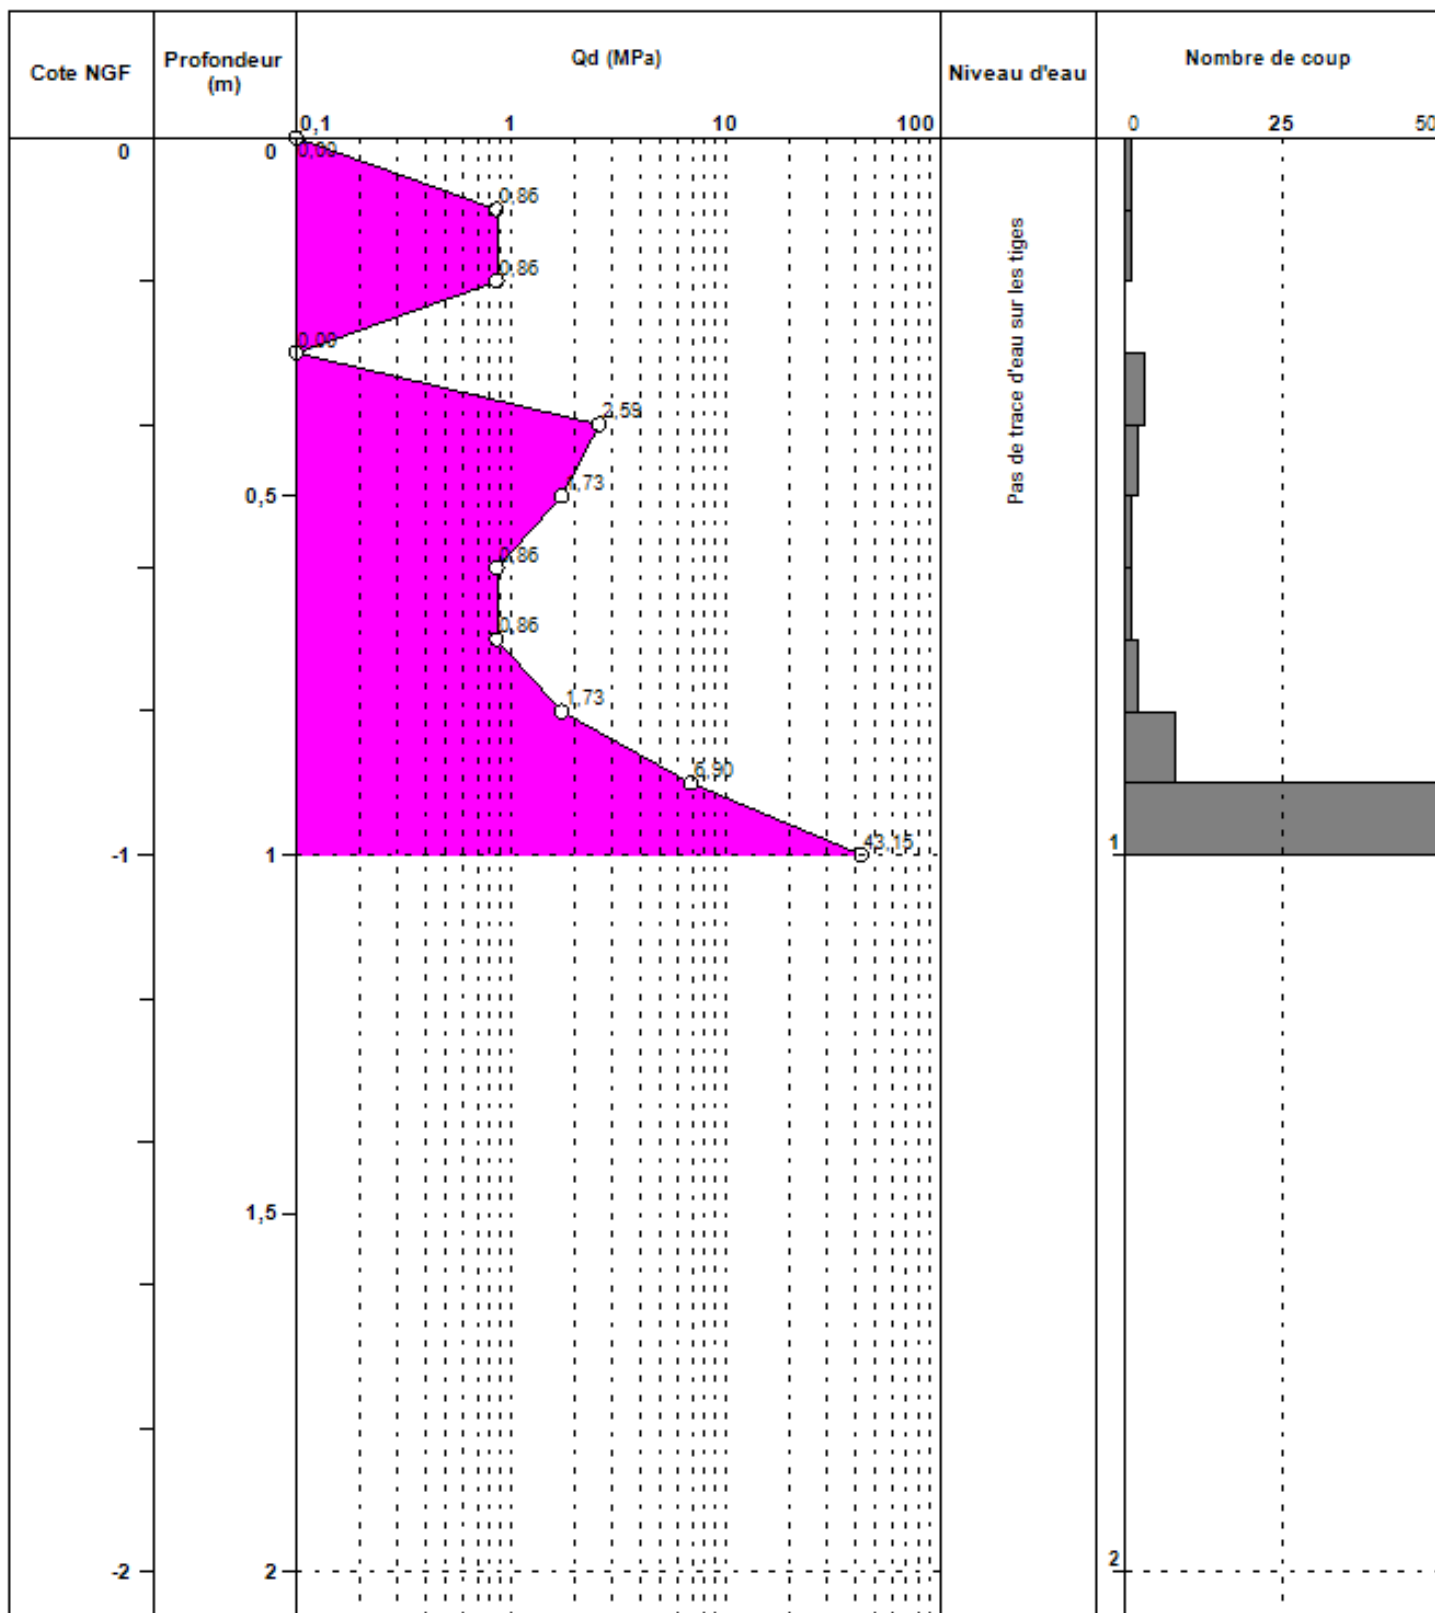 Cote NGF
Profondeur
(m)
Qd (MPa)
Niveau d'eau
Nombre de coup
0,1 1 10 100
0 25 50
0
0
0,00
0,86
0,86
0,00
2,59
0,5
1,73
0,86
0,86
1,73
6,90
43,15
-1
1
1
1,5
-2
2
2
Pas de trace d'eau sur les tiges